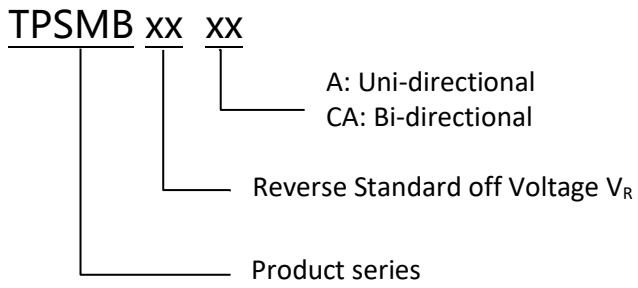 TPSMB xx xx
A: Uni-directional
CA: Bi-directional
Reverse Standard off Voltage VR
Product series